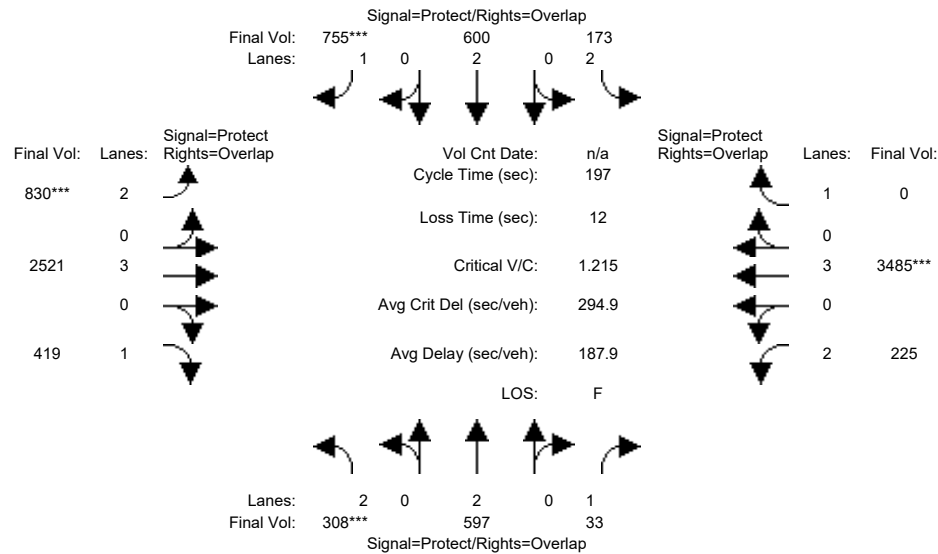 Signal=Protect/Rights=Overlap
Final Vol: 755*** 600 173
Lanes: 1 0 2 0 2
Signal=Protect Signal=Protect
Final Vol: Lanes: Rights=Overlap Vol Cnt Date: n/a Rights=Overlap Lanes: Final Vol:
Cycle Time (sec): 197
830*** 2 1 0
Loss Time (sec): 12
0 0
2521 3 Critical V/C: 1.215 3 3485***
0 Avg Crit Del (sec/veh): 294.9 0
419 1 Avg Delay (sec/veh): 187.9 2 225
LOS: F
Lanes: 2 0 2 0 1
Final Vol: 308*** 597 33
Signal=Protect/Rights=Overlap